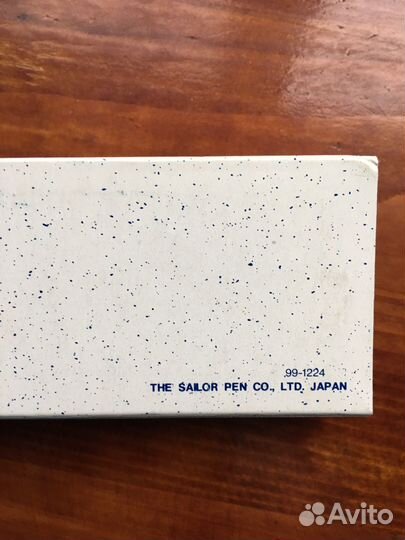 99-1224
THE SAILOR PEN CO., LTD. JAPAN
Avito